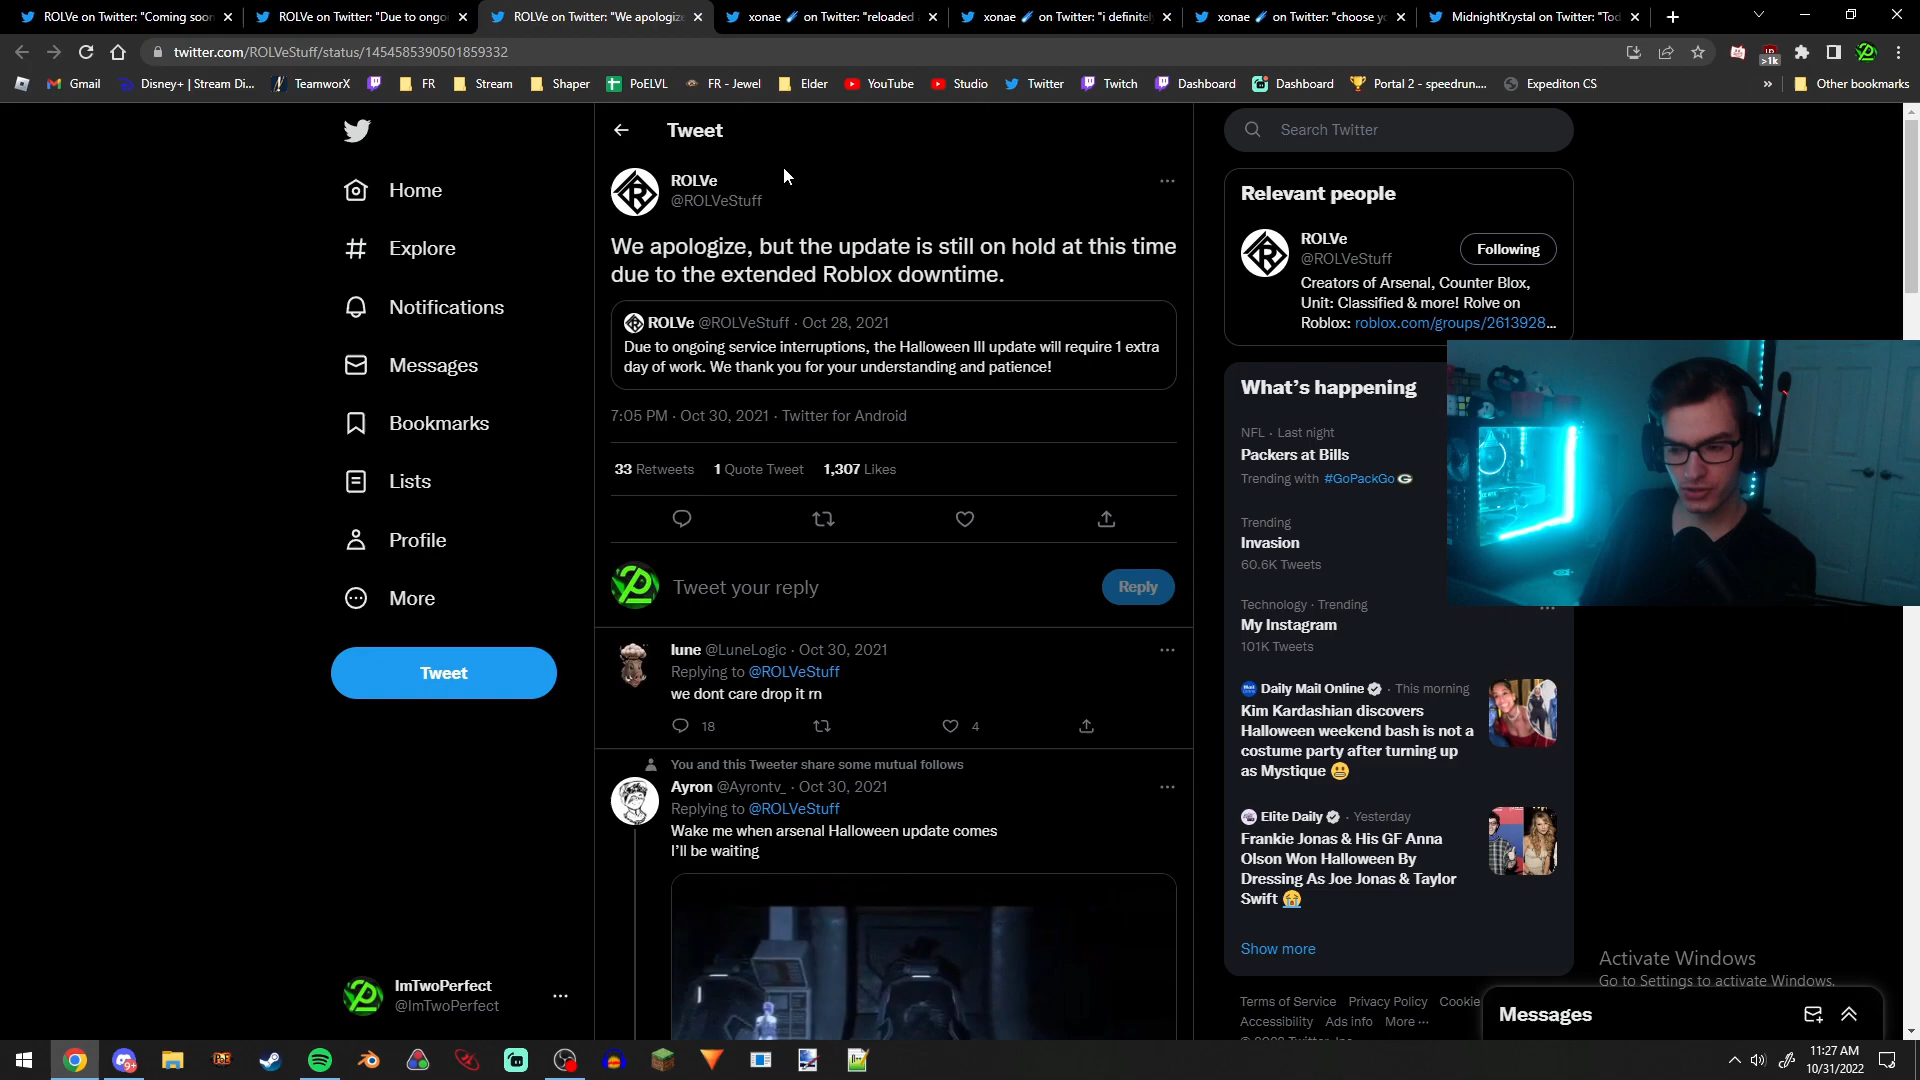 ROLVe on Twitter: "Coming soon
ROLVe on Twitter: "Due to ongo
ROLVe on Twitter: "We apologize
xonae on Twitter: "reloaded
xonae on Twitter: "i definitel
xonae on Twitter: "choose y
MidnightKrystal on Twitter: "Tod
twitter.com/ROLVeStuff/status/1454585390501859332
>1k
Gmail
Disney+ | Stream Di...
TeamworX
FR
Stream
Shaper
PoELVL
FR - Jewel
Elder
YouTube
Studio
Twitter
Twitch
Dashboard
Dashboard
Portal 2 - speedrun....
Expediton CS
»
Other bookmarks
Home
Explore
Notifications
Messages
Bookmarks
Lists
Profile
More
Tweet
ImTwoPerfect
@ImTwoPerfect
Tweet
ROLVe
@ROLVeStuff
We apologize, but the update is still on hold at this time
due to the extended Roblox downtime.
ROLVe @ROLVeStuff · Oct 28, 2021
Due to ongoing service interruptions, the Halloween III update will require 1 extra
day of work. We thank you for your understanding and patience!
7:05 PM · Oct 30, 2021 · Twitter for Android
33 Retweets 1 Quote Tweet 1,307 Likes
Tweet your reply
Reply
lune @LuneLogic · Oct 30, 2021
Replying to @ROLVeStuff
we dont care drop it rn
18
4
You and this Tweeter share some mutual follows
Ayron @Ayrontv_ · Oct 30, 2021
Replying to @ROLVeStuff
Wake me when arsenal Halloween update comes
I'll be waiting
Search Twitter
Relevant people
ROLVe
@ROLVeStuff
Following
Creators of Arsenal, Counter Blox,
Unit: Classified & more! Rolve on
Roblox: roblox.com/groups/2613928...
What's happening
NFL · Last night
Packers at Bills
Trending with #GoPackGo
Trending
Invasion
60.6K Tweets
Technology · Trending
My Instagram
101K Tweets
Daily Mail Online · This morning
Kim Kardashian discovers
Halloween weekend bash is not a
costume party after turning up
as Mystique 😬
Elite Daily · Yesterday
Frankie Jonas & His GF Anna
Olson Won Halloween By
Dressing As Joe Jonas & Taylor
Swift 😭
Show more
Terms of Service Privacy Policy Cookie
Accessibility Ads info More ···
Activate Windows
Go to Settings to activate Windows.
Messages
9+
11:27 AM
10/31/2022